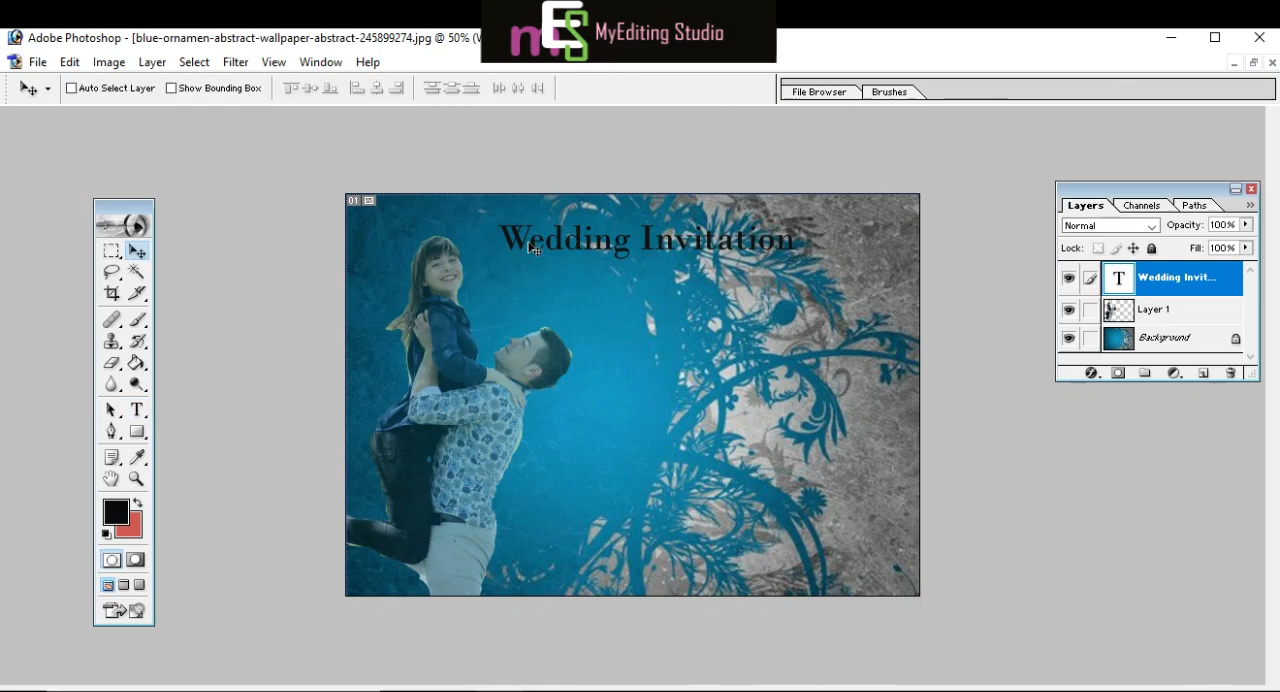 mES MyEditing Studio
Adobe Photoshop - [blue-ornamen-abstract-wallpaper-abstract-245899274.jpg @ 50% (W
File Edit Image Layer Select Filter View Window Help
Auto Select Layer Show Bounding Box File Browser Brushes
01
Wedding Invitation
Layers Channels Paths
Normal Opacity: 100%
Lock: Fill: 100%
T Wedding Invit...
Layer 1
Background